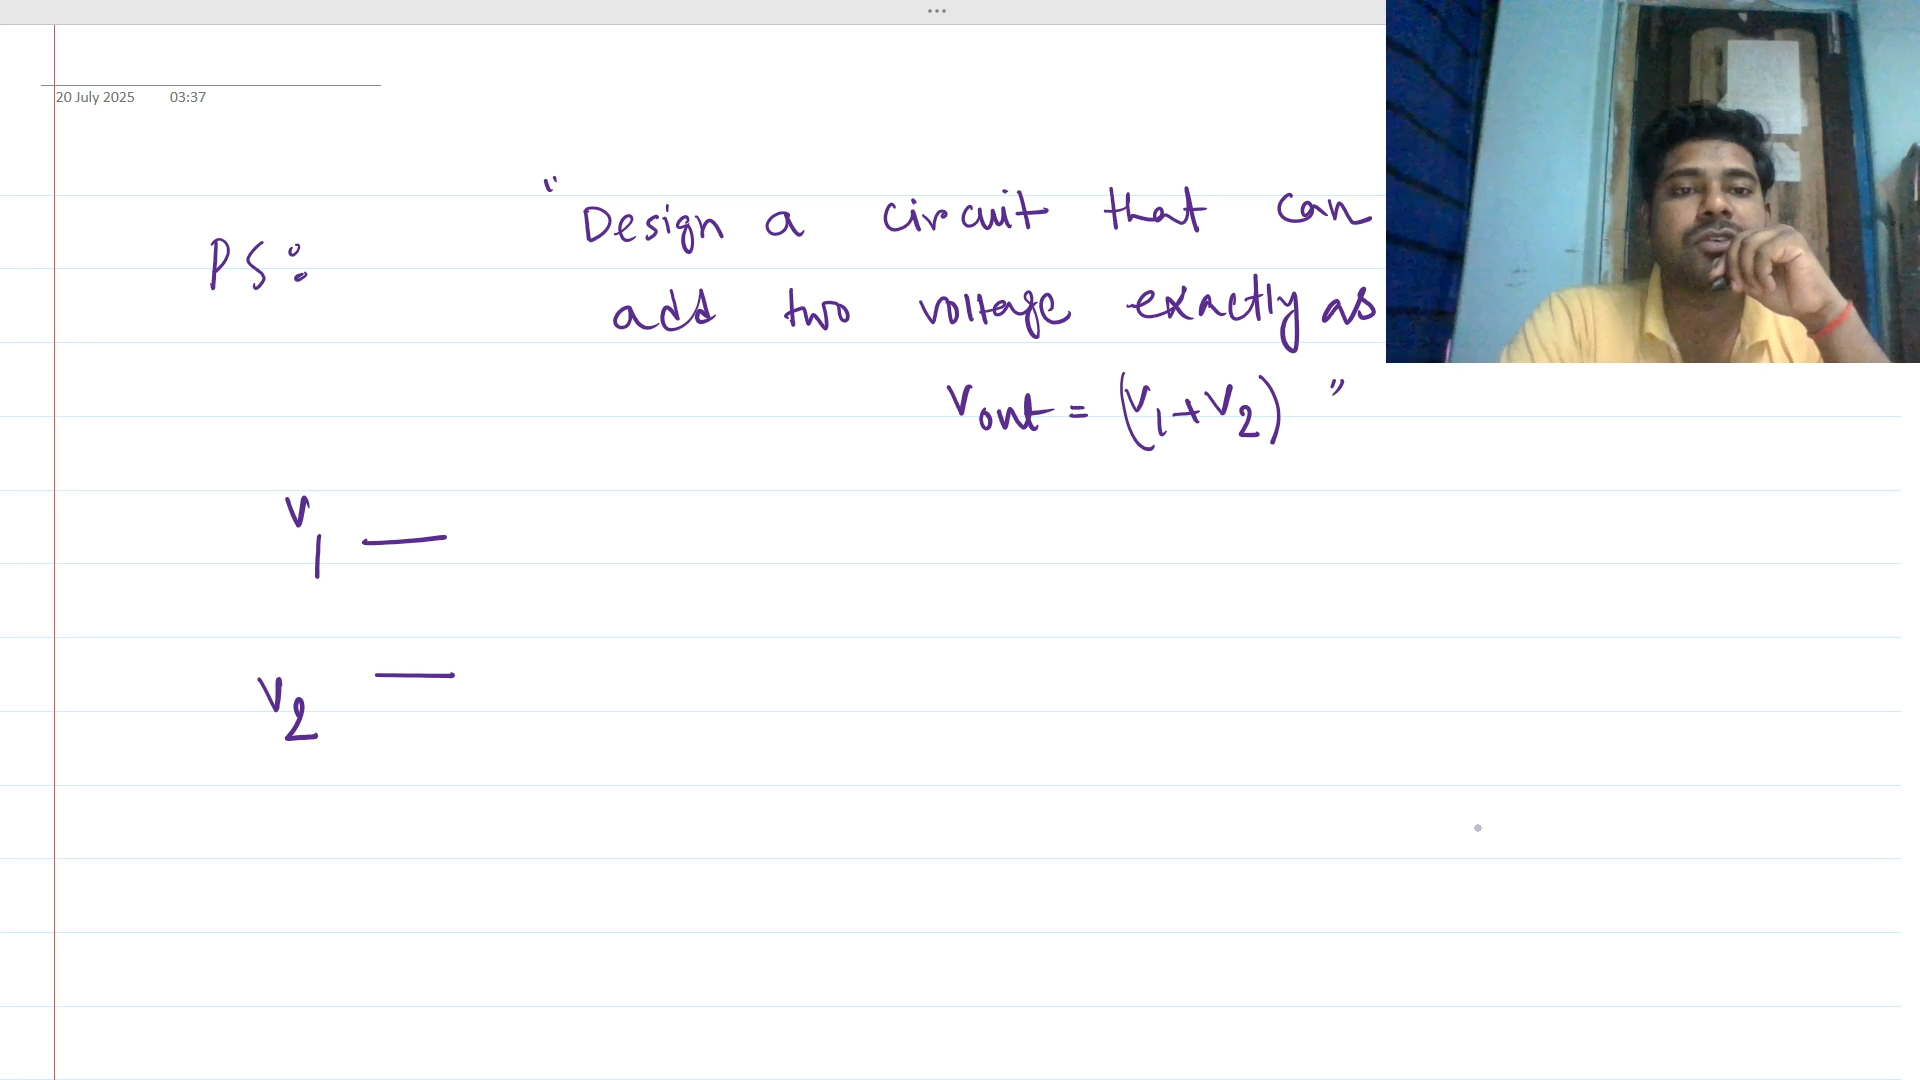 20 July 2025 03:37
" Design a circuit that can
PS:
add two voltage exactly as
Vout = (V1+V2) "
V1
V2